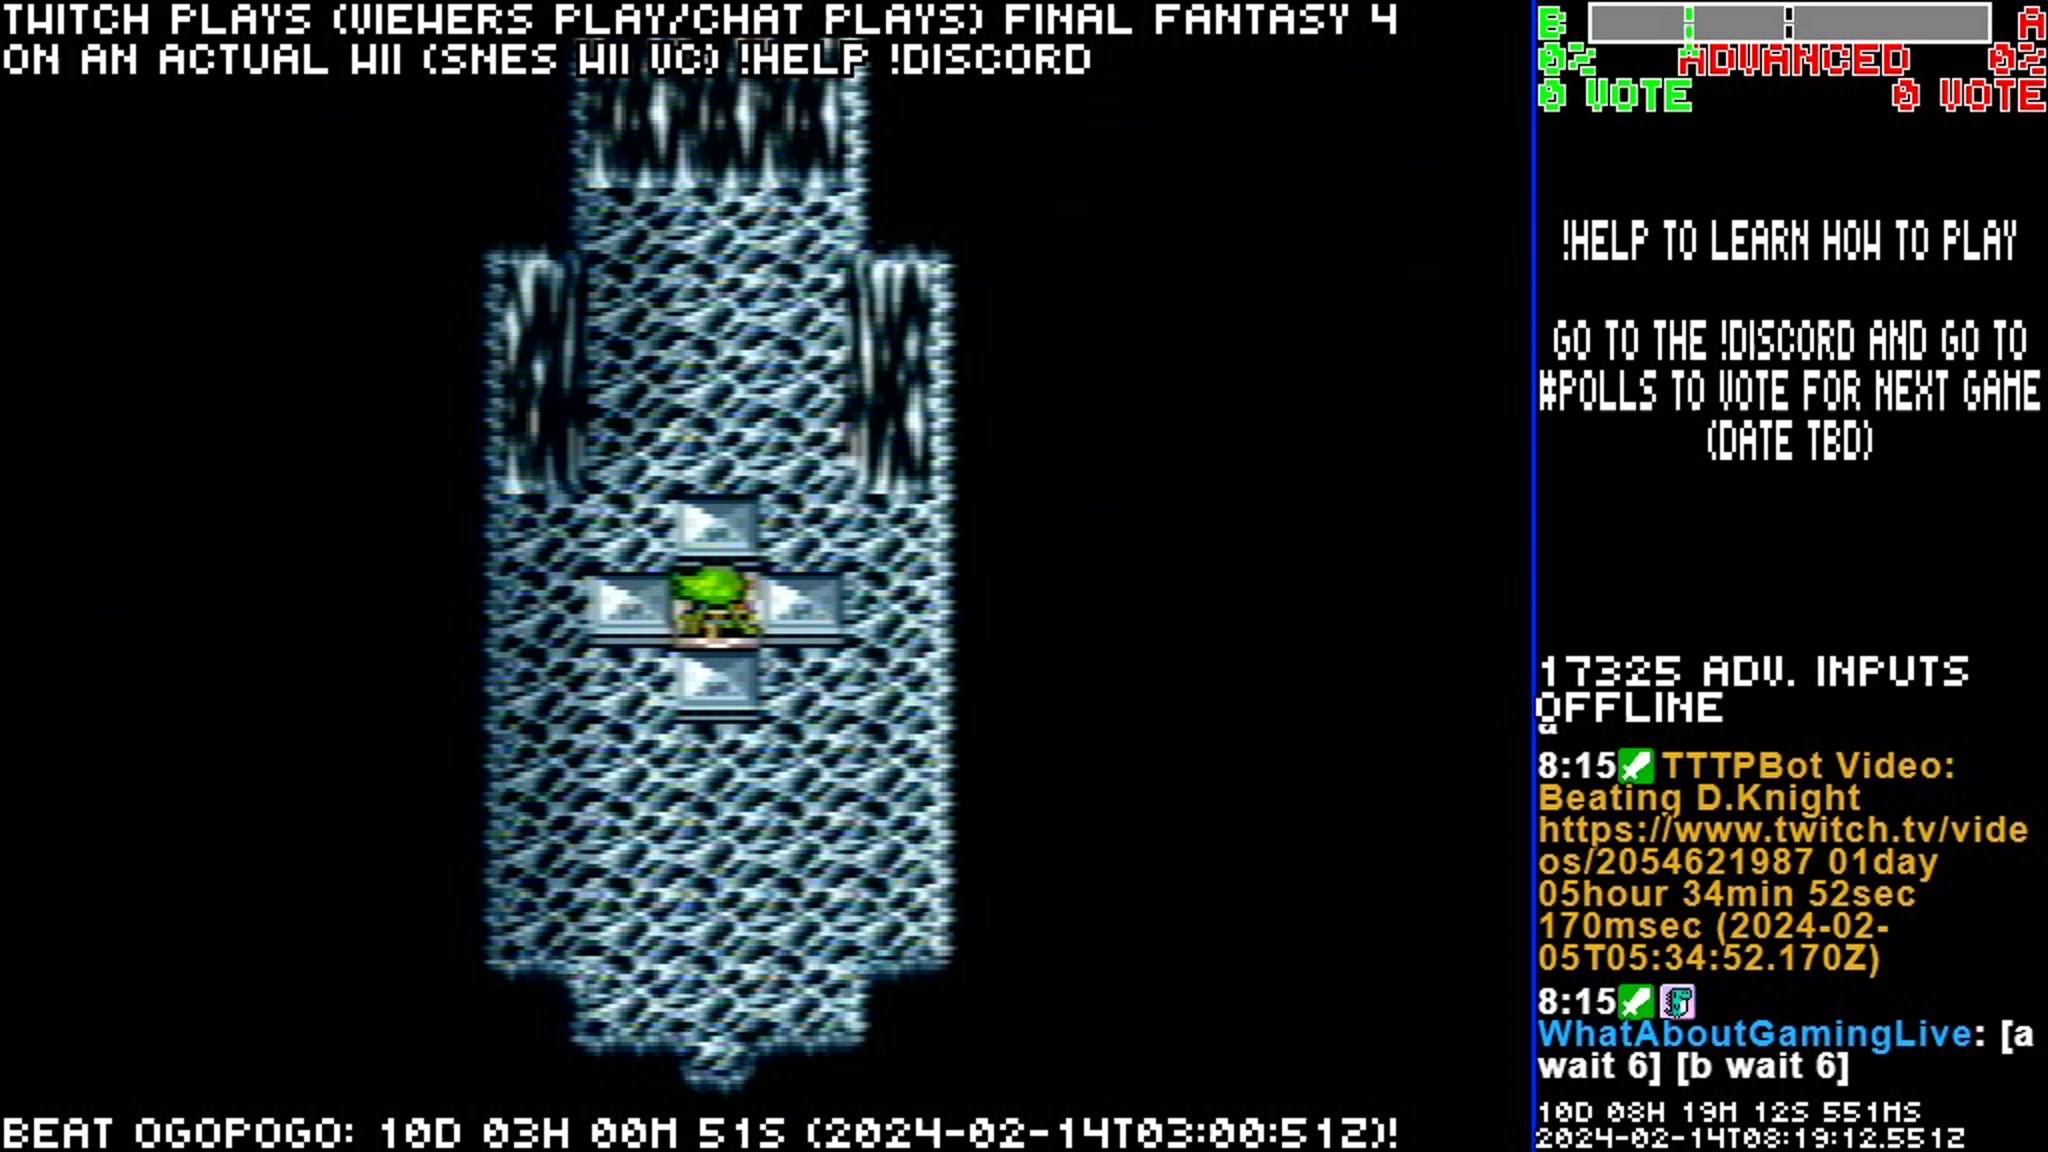 TWITCH PLAYS (VIEWERS PLAY/CHAT PLAYS) FINAL FANTASY 4
ON AN ACTUAL WII (SNES WII VC) !HELP !DISCORD
B A
0% ADVANCED 0%
0 VOTE 0 VOTE
!HELP TO LEARN HOW TO PLAY
GO TO THE !DISCORD AND GO TO
#POLLS TO VOTE FOR NEXT GAME
(DATE TBD)
17325 ADV. INPUTS
OFFLINE
a
8:15 TTTPBot Video:
Beating D.Knight
https://www.twitch.tv/vide
os/2054621987 01day
05hour 34min 52sec
170msec (2024-02-
05T05:34:52.170Z)
8:15
WhatAboutGamingLive: [a
wait 6] [b wait 6]
10D 08H 19M 12S 551MS
2024-02-14T08:19:12.551Z
BEAT OGOPOGO: 10D 03H 00M 51S (2024-02-14T03:00:51Z)!